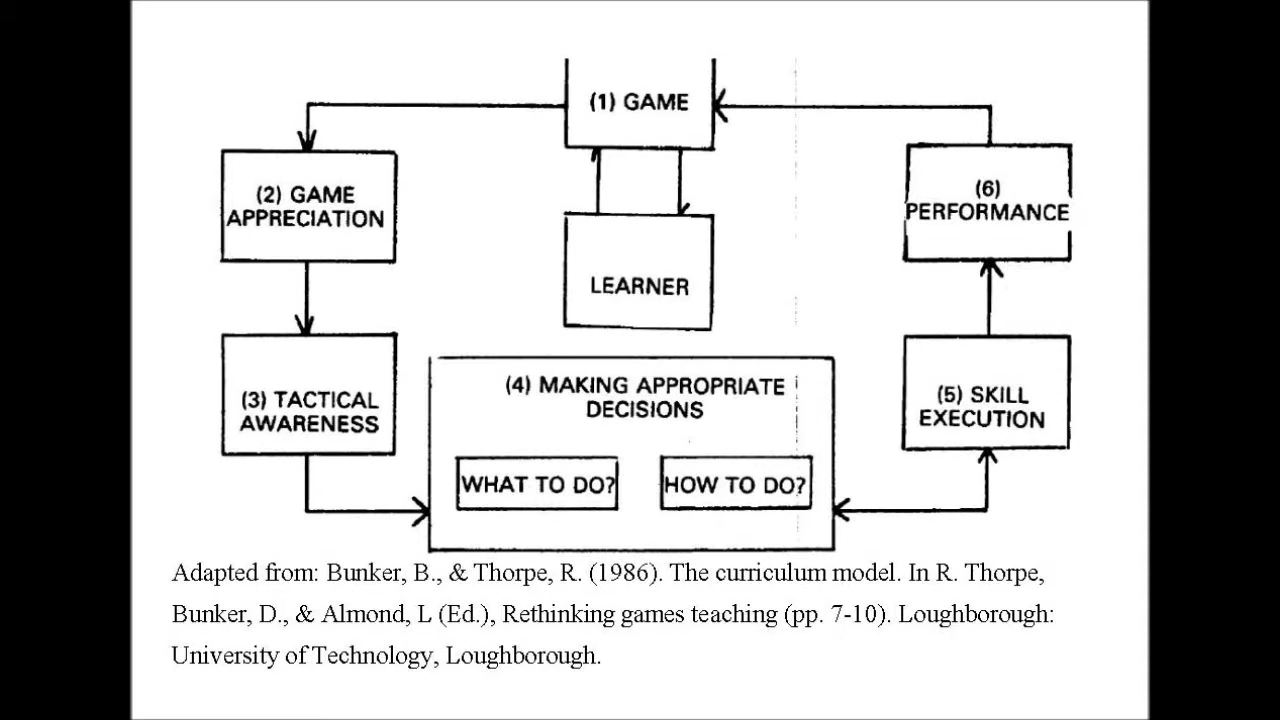 (1) GAME
(2) GAME
APPRECIATION
(6)
PERFORMANCE
LEARNER
(3) TACTICAL
AWARENESS
(4) MAKING APPROPRIATE
DECISIONS
WHAT TO DO?
HOW TO DO?
(5) SKILL
EXECUTION
Adapted from: Bunker, B., & Thorpe, R. (1986). The curriculum model. In R. Thorpe,
Bunker, D., & Almond, L (Ed.), Rethinking games teaching (pp. 7-10). Loughborough:
University of Technology, Loughborough.